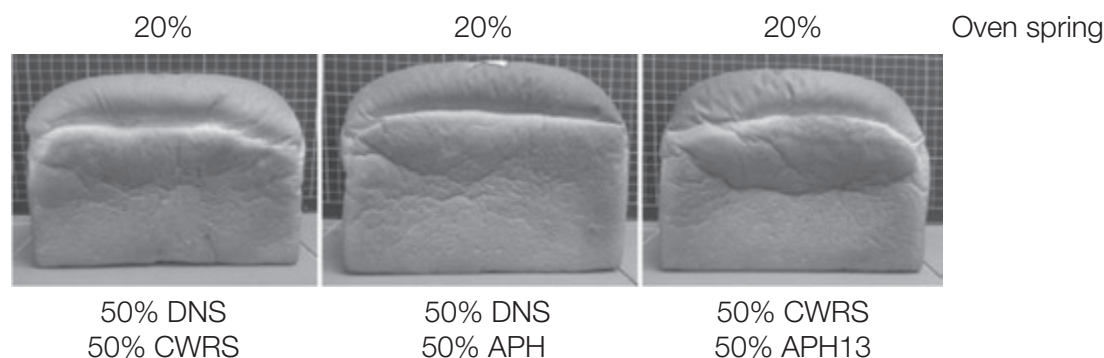 20% 20% 20% Oven spring
50% DNS 50% DNS 50% CWRS
50% CWRS 50% APH 50% APH13